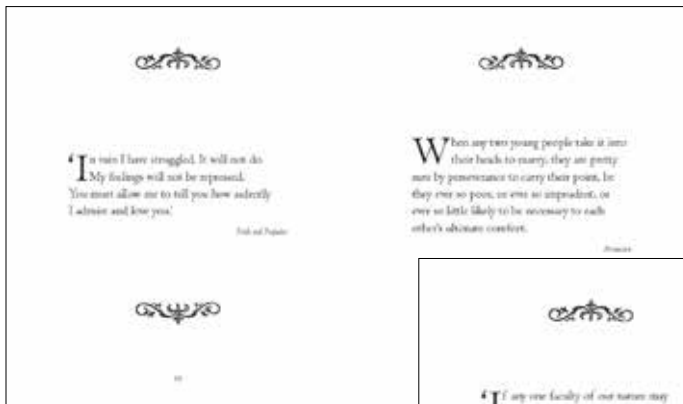 'In vain I have struggled. It will not do.
My feelings will not be repressed.
You must allow me to tell you how ardently
I admire and love you.'
Pride and Prejudice
When any two young people take it into
their heads to marry, they are pretty
sure by perseverance to carry their point, be
they ever so poor, or ever so imprudent, or
ever so little likely to be necessary to each
other's ultimate comfort.
Persuasion
'If any one faculty of our nature may